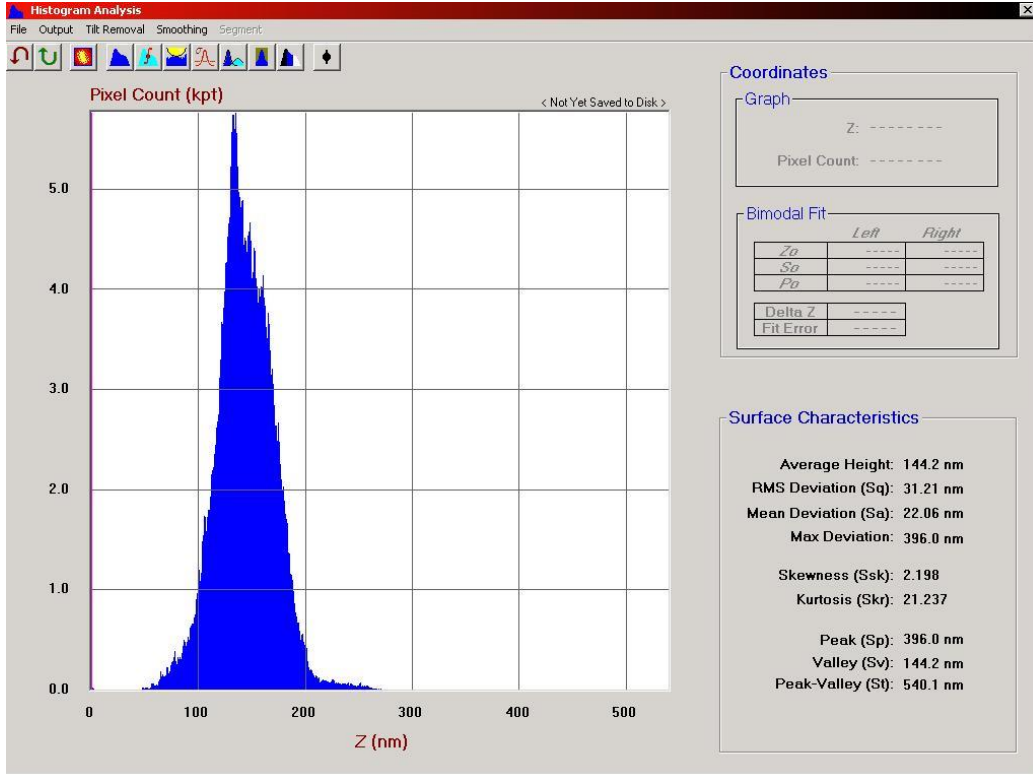 Histogram Analysis
File Output Tilt Removal Smoothing Segment
Pixel Count (kpt)
< Not Yet Saved to Disk >
5.0
4.0
3.0
2.0
1.0
0.0
0 100 200 300 400 500
Z (nm)
Coordinates
Graph
Z: --------
Pixel Count: --------
Bimodal Fit
Left Right
Zo ----- -----
So ----- -----
Po ----- -----
Delta Z -----
Fit Error -----
Surface Characteristics
Average Height: 144.2 nm
RMS Deviation (Sq): 31.21 nm
Mean Deviation (Sa): 22.06 nm
Max Deviation: 396.0 nm
Skewness (Ssk): 2.198
Kurtosis (Skr): 21.237
Peak (Sp): 396.0 nm
Valley (Sv): 144.2 nm
Peak-Valley (St): 540.1 nm